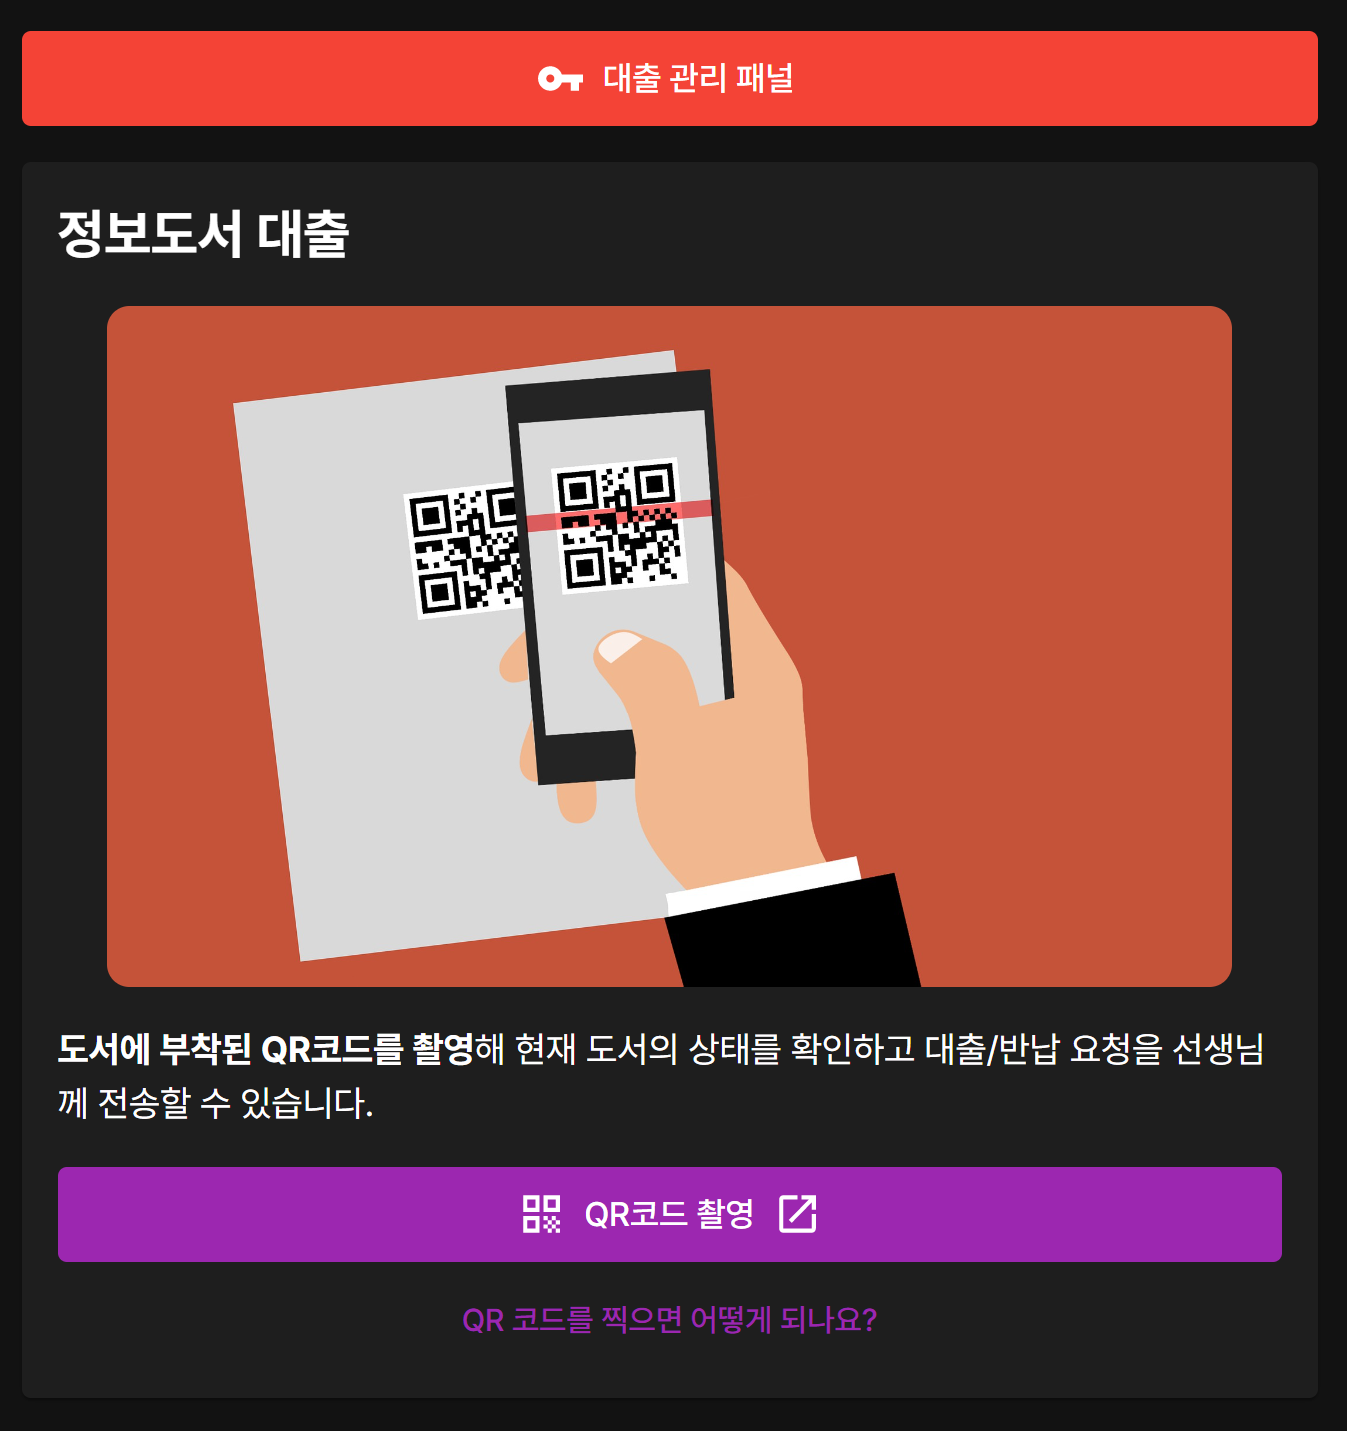 대출 관리 패널
정보도서 대출
도서에 부착된 QR코드를 촬영해 현재 도서의 상태를 확인하고 대출/반납 요청을 선생님
께 전송할 수 있습니다.
QR코드 촬영
QR 코드를 찍으면 어떻게 되나요?